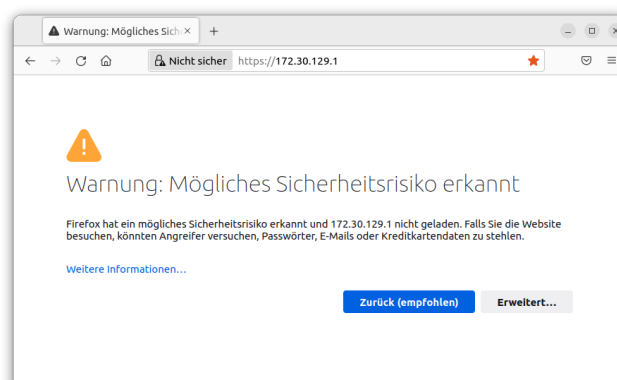 Warnung: Mögliches Sich
Nicht sicher https://172.30.129.1
Warnung: Mögliches Sicherheitsrisiko erkannt
Firefox hat ein mögliches Sicherheitsrisiko erkannt und 172.30.129.1 nicht geladen. Falls Sie die Website
besuchen, könnten Angreifer versuchen, Passwörter, E-Mails oder Kreditkartendaten zu stehlen.
Weitere Informationen…
Zurück (empfohlen) Erweitert…